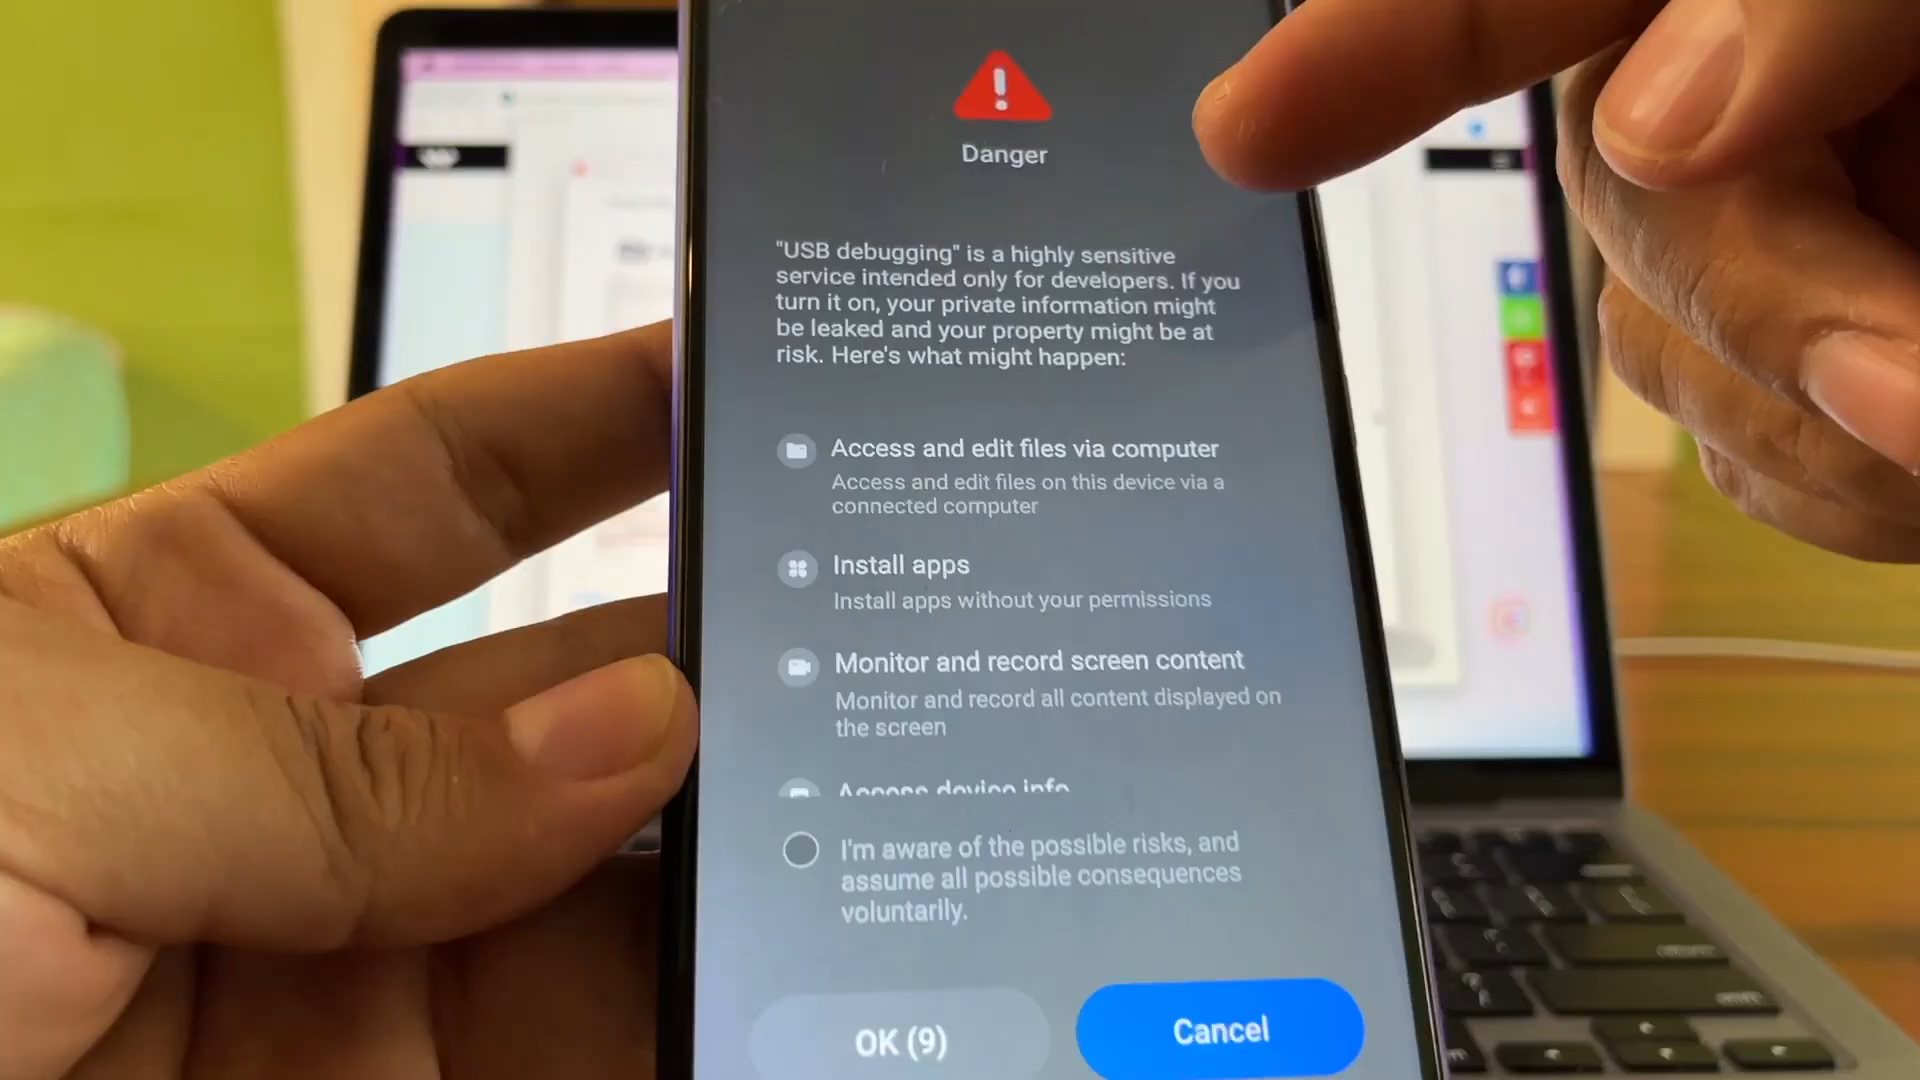 Danger
"USB debugging" is a highly sensitive
service intended only for developers. If you
turn it on, your private information might
be leaked and your property might be at
risk. Here's what might happen:
Access and edit files via computer
Access and edit files on this device via a
connected computer
Install apps
Install apps without your permissions
Monitor and record screen content
Monitor and record all content displayed on
the screen
Access device info
I'm aware of the possible risks, and
assume all possible consequences
voluntarily.
OK (9)
Cancel